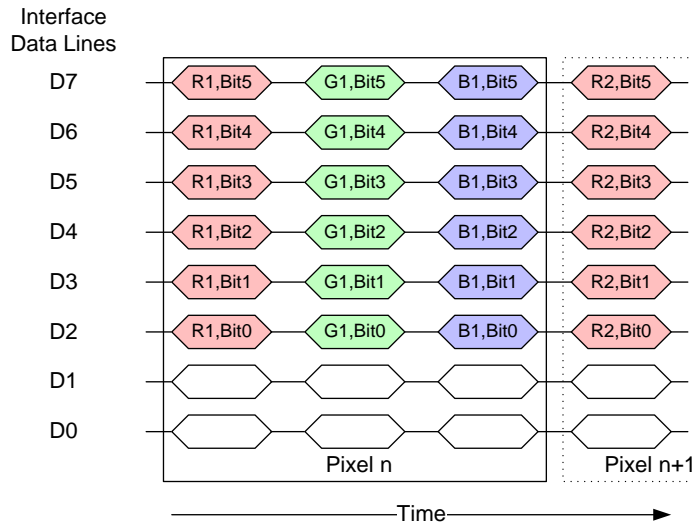 Interface
Data Lines
D7 R1,Bit5 G1,Bit5 B1,Bit5 R2,Bit5
D6 R1,Bit4 G1,Bit4 B1,Bit4 R2,Bit4
D5 R1,Bit3 G1,Bit3 B1,Bit3 R2,Bit3
D4 R1,Bit2 G1,Bit2 B1,Bit2 R2,Bit2
D3 R1,Bit1 G1,Bit1 B1,Bit1 R2,Bit1
D2 R1,Bit0 G1,Bit0 B1,Bit0 R2,Bit0
D1
D0
Pixel n Pixel n+1
Time